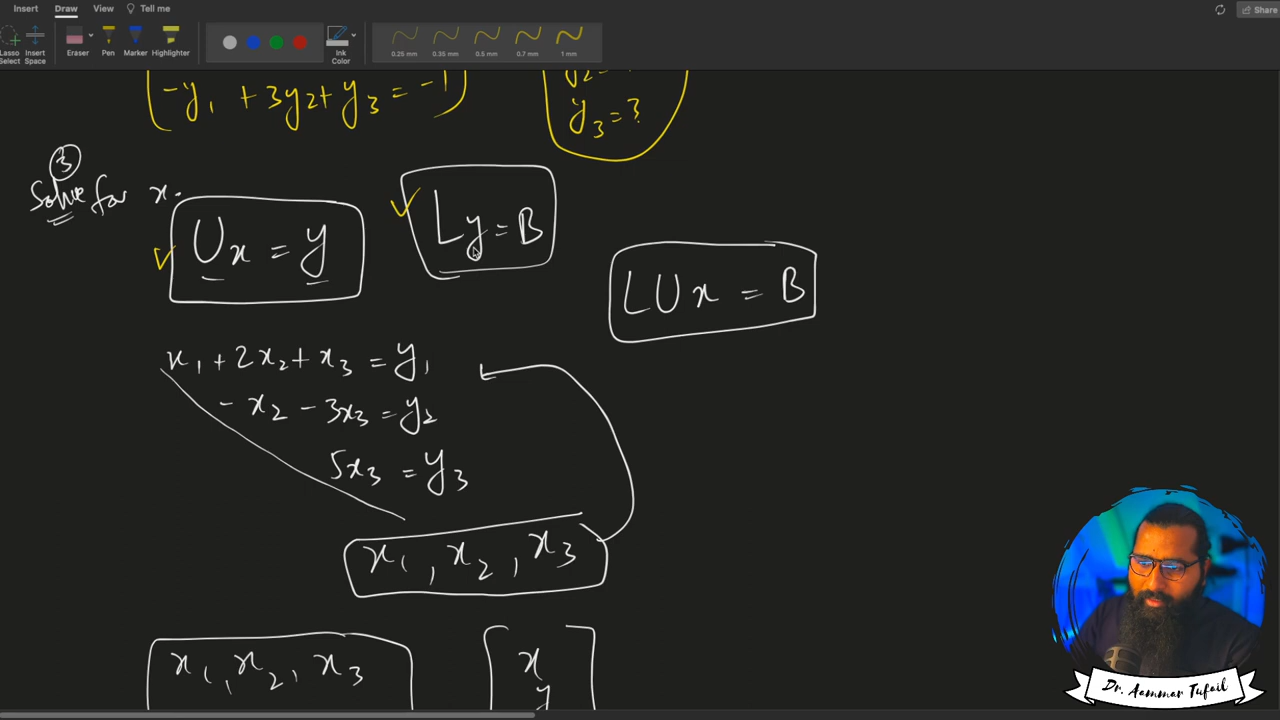 Insert Draw View Tell me
Share
Lasso Select
Insert Space
Eraser
Pen
Marker
Highlighter
Ink Color
0.25 mm
0.35 mm
0.5 mm
0.7 mm
1 mm
-y₁ + 3y₂ + y₃ = -1
y₃ = 3
③
Solve for x.
Ux = y
Ly = B
LUx = B
x₁ + 2x₂ + x₃ = y₁
- x₂ - 3x₃ = y₂
5x₃ = y₃
x₁, x₂, x₃
x₁, x₂, x₃
x
y
Dr. Aammar Tufail